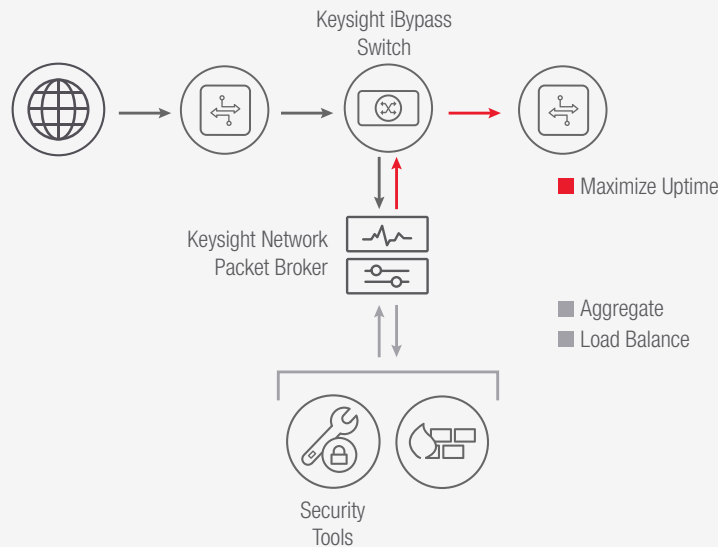 Keysight iBypass
Switch
Maximize Uptime
Keysight Network
Packet Broker
Aggregate
Load Balance
Security
Tools